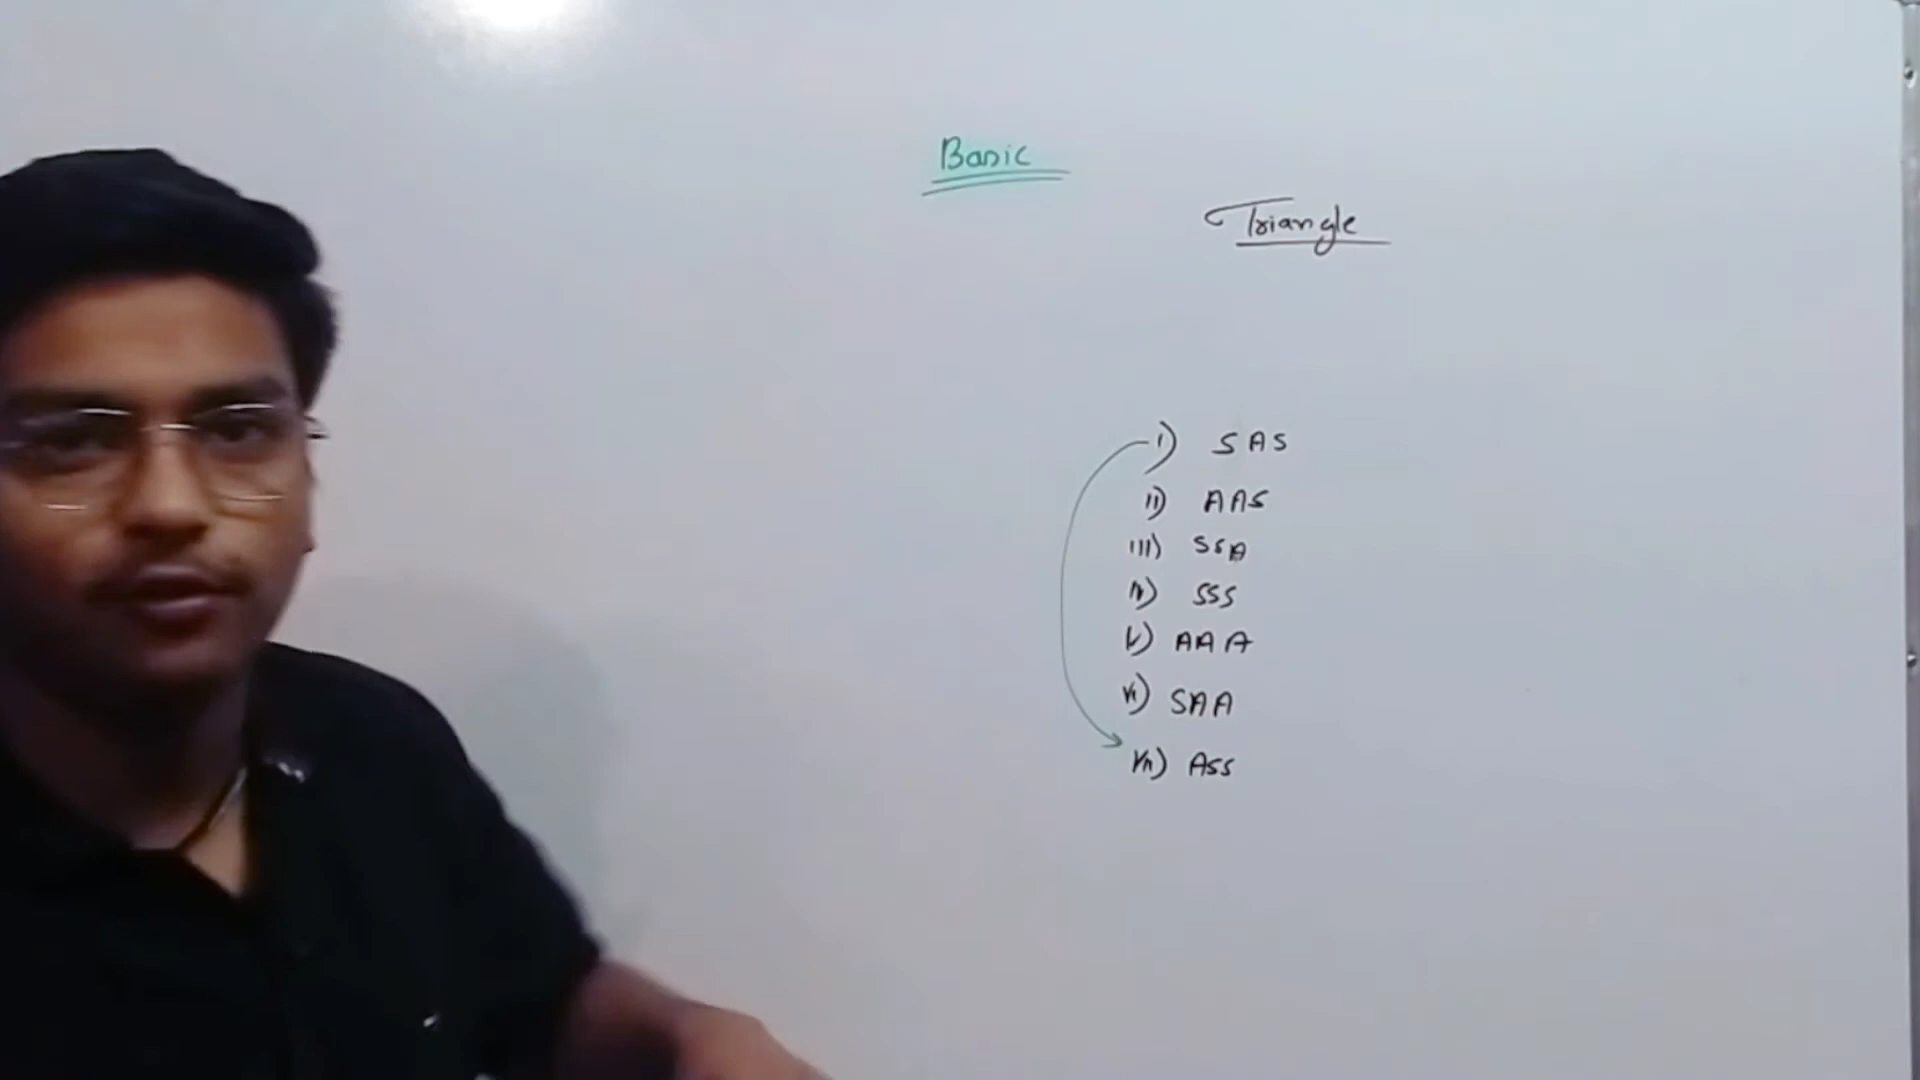 Basic
Triangle
i) SAS
ii) AAS
iii) SSA
iv) SSS
v) AAA
vi) SAA
vii) ASS